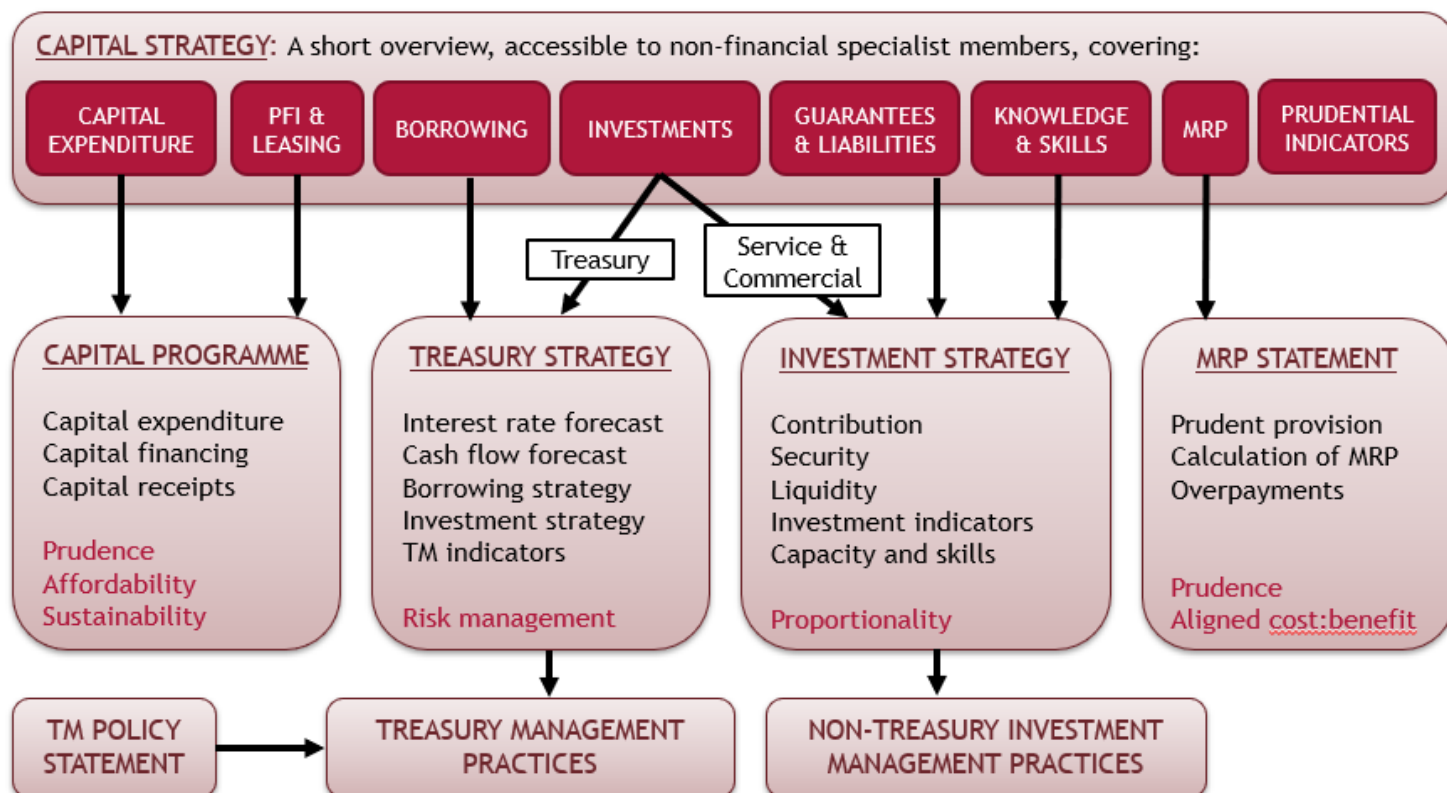 CAPITAL STRATEGY: A short overview, accessible to non-financial specialist members, covering:
CAPITAL
EXPENDITURE
PFI &
LEASING
BORROWING
INVESTMENTS
GUARANTEES
& LIABILITIES
KNOWLEDGE
& SKILLS
MRP
PRUDENTIAL
INDICATORS
Treasury
Service &
Commercial
CAPITAL PROGRAMME
Capital expenditure
Capital financing
Capital receipts
Prudence
Affordability
Sustainability
TREASURY STRATEGY
Interest rate forecast
Cash flow forecast
Borrowing strategy
Investment strategy
TM indicators
Risk management
INVESTMENT STRATEGY
Contribution
Security
Liquidity
Investment indicators
Capacity and skills
Proportionality
MRP STATEMENT
Prudent provision
Calculation of MRP
Overpayments
Prudence
Aligned cost:benefit
TM POLICY
STATEMENT
TREASURY MANAGEMENT
PRACTICES
NON-TREASURY INVESTMENT
MANAGEMENT PRACTICES